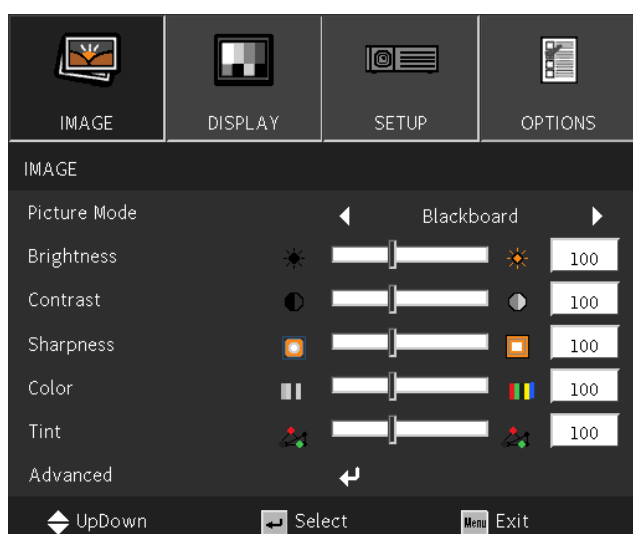 IMAGE DISPLAY SETUP OPTIONS
IMAGE
Picture Mode Blackboard
Brightness 100
Contrast 100
Sharpness 100
Color 100
Tint 100
Advanced
UpDown Select Menu Exit